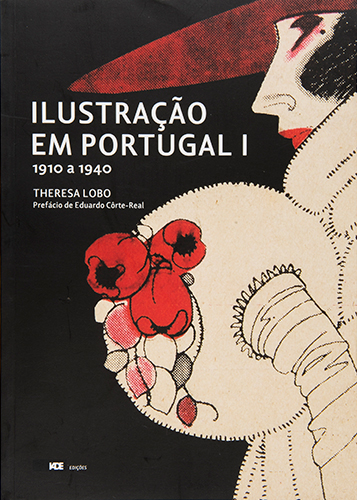 ILUSTRAÇÃO
EM PORTUGAL I
1910 a 1940
THERESA LOBO
Prefácio de Eduardo Côrte-Real
IADE EDIÇÕES